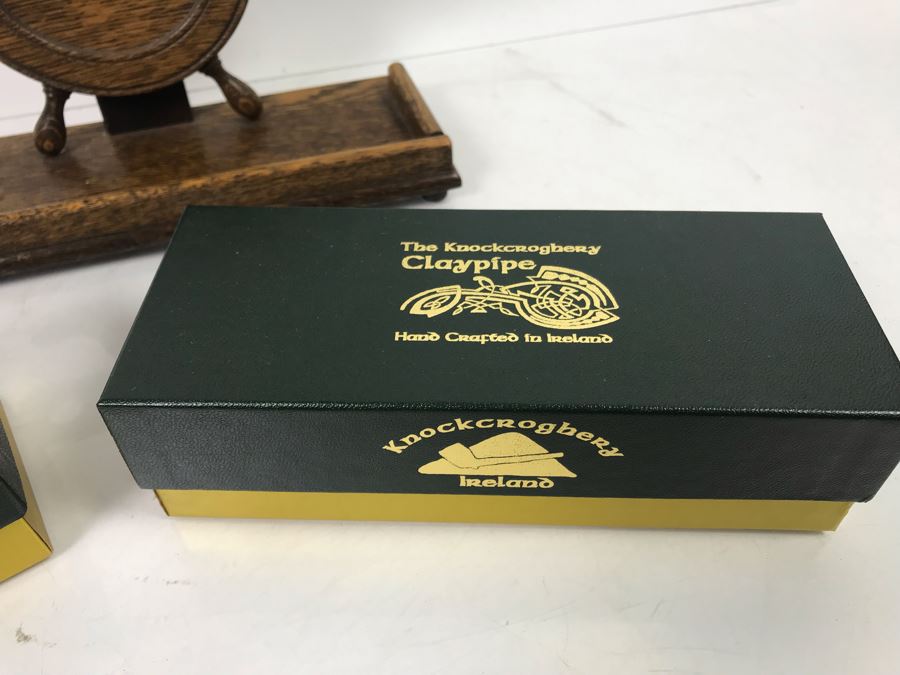 The Knockcroghery
Claypipe
Hand Crafted in Ireland
Knockcroghery
Ireland